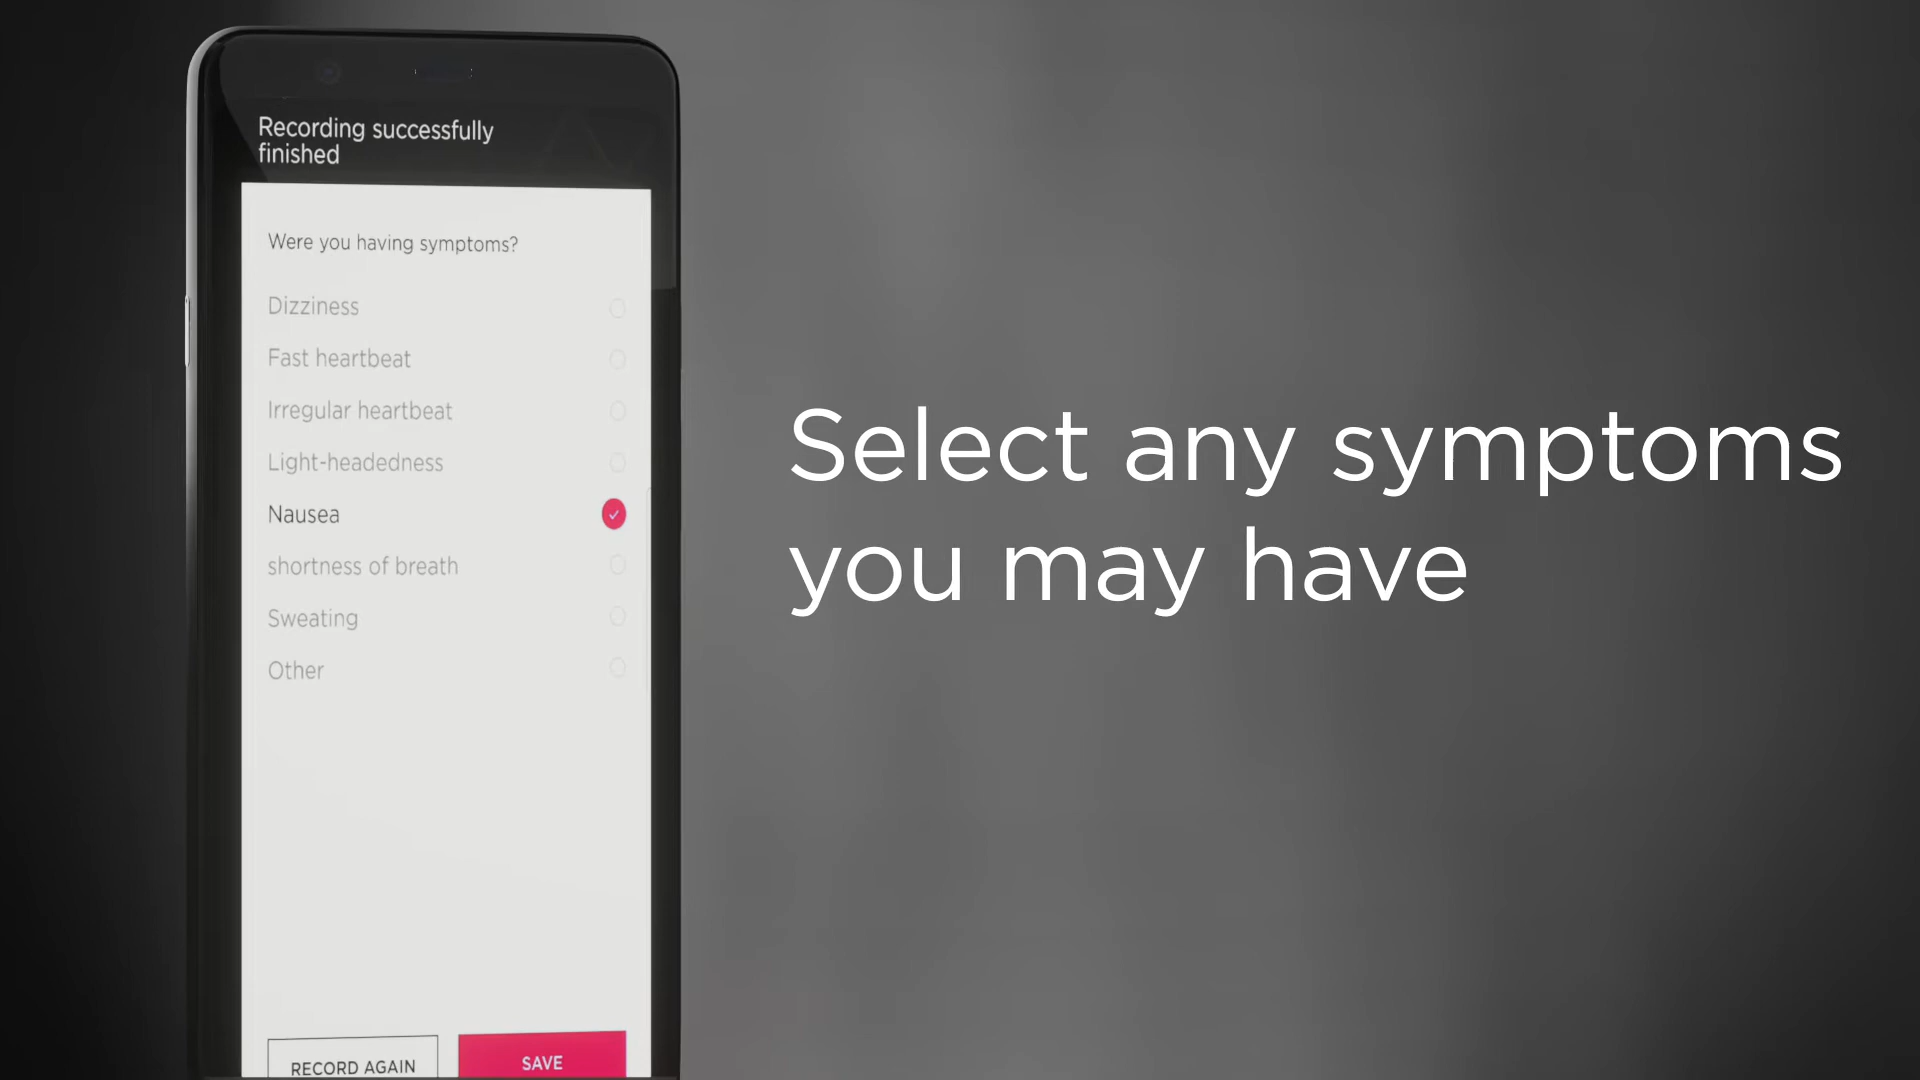 Recording successfully
finished
Were you having symptoms?
Dizziness
Fast heartbeat
Irregular heartbeat
Light-headedness
Nausea
shortness of breath
Sweating
Other
RECORD AGAIN
SAVE
Select any symptoms
you may have